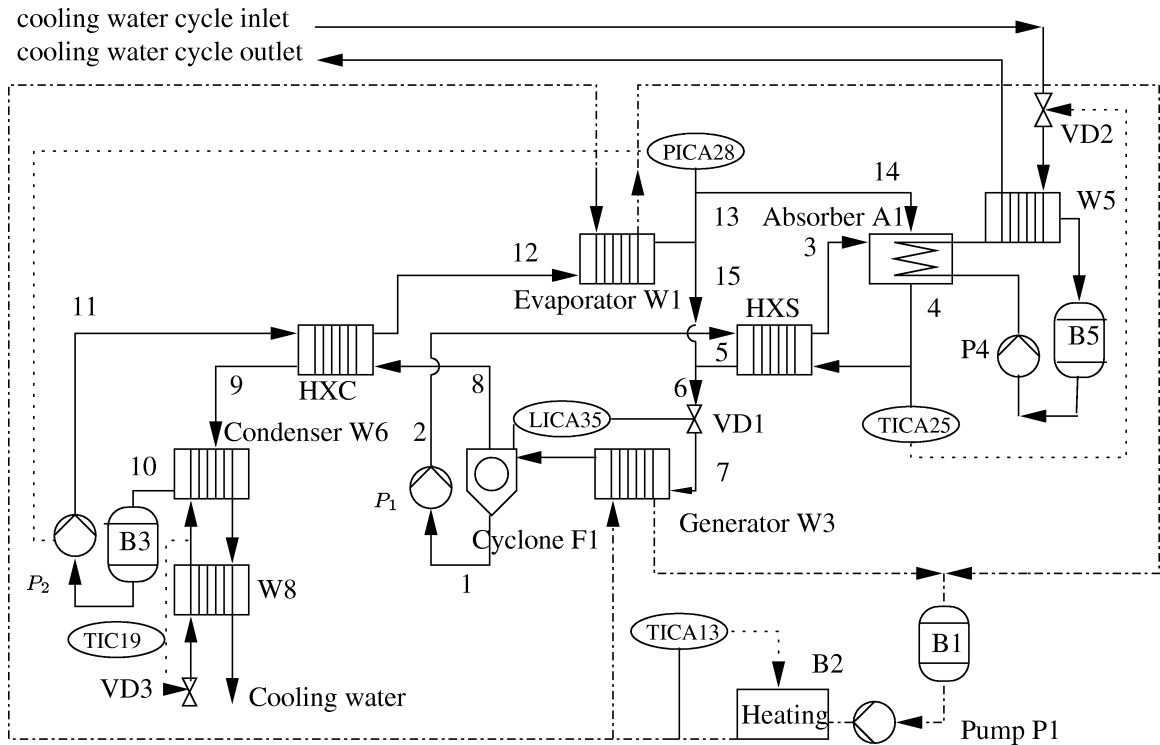 cooling water cycle inlet
cooling water cycle outlet
VD2
PICA28
14
W5
13
Absorber A1
3
12
15
Evaporator W1
11
HXS
4
B5
P4
5
9
HXC
8
6
2
LICA35
VD1
TICA25
Condenser W6
10
7
P1
Generator W3
B3
Cyclone F1
P2
1
W8
TIC19
TICA13
B1
B2
VD3
Cooling water
Heating
Pump P1